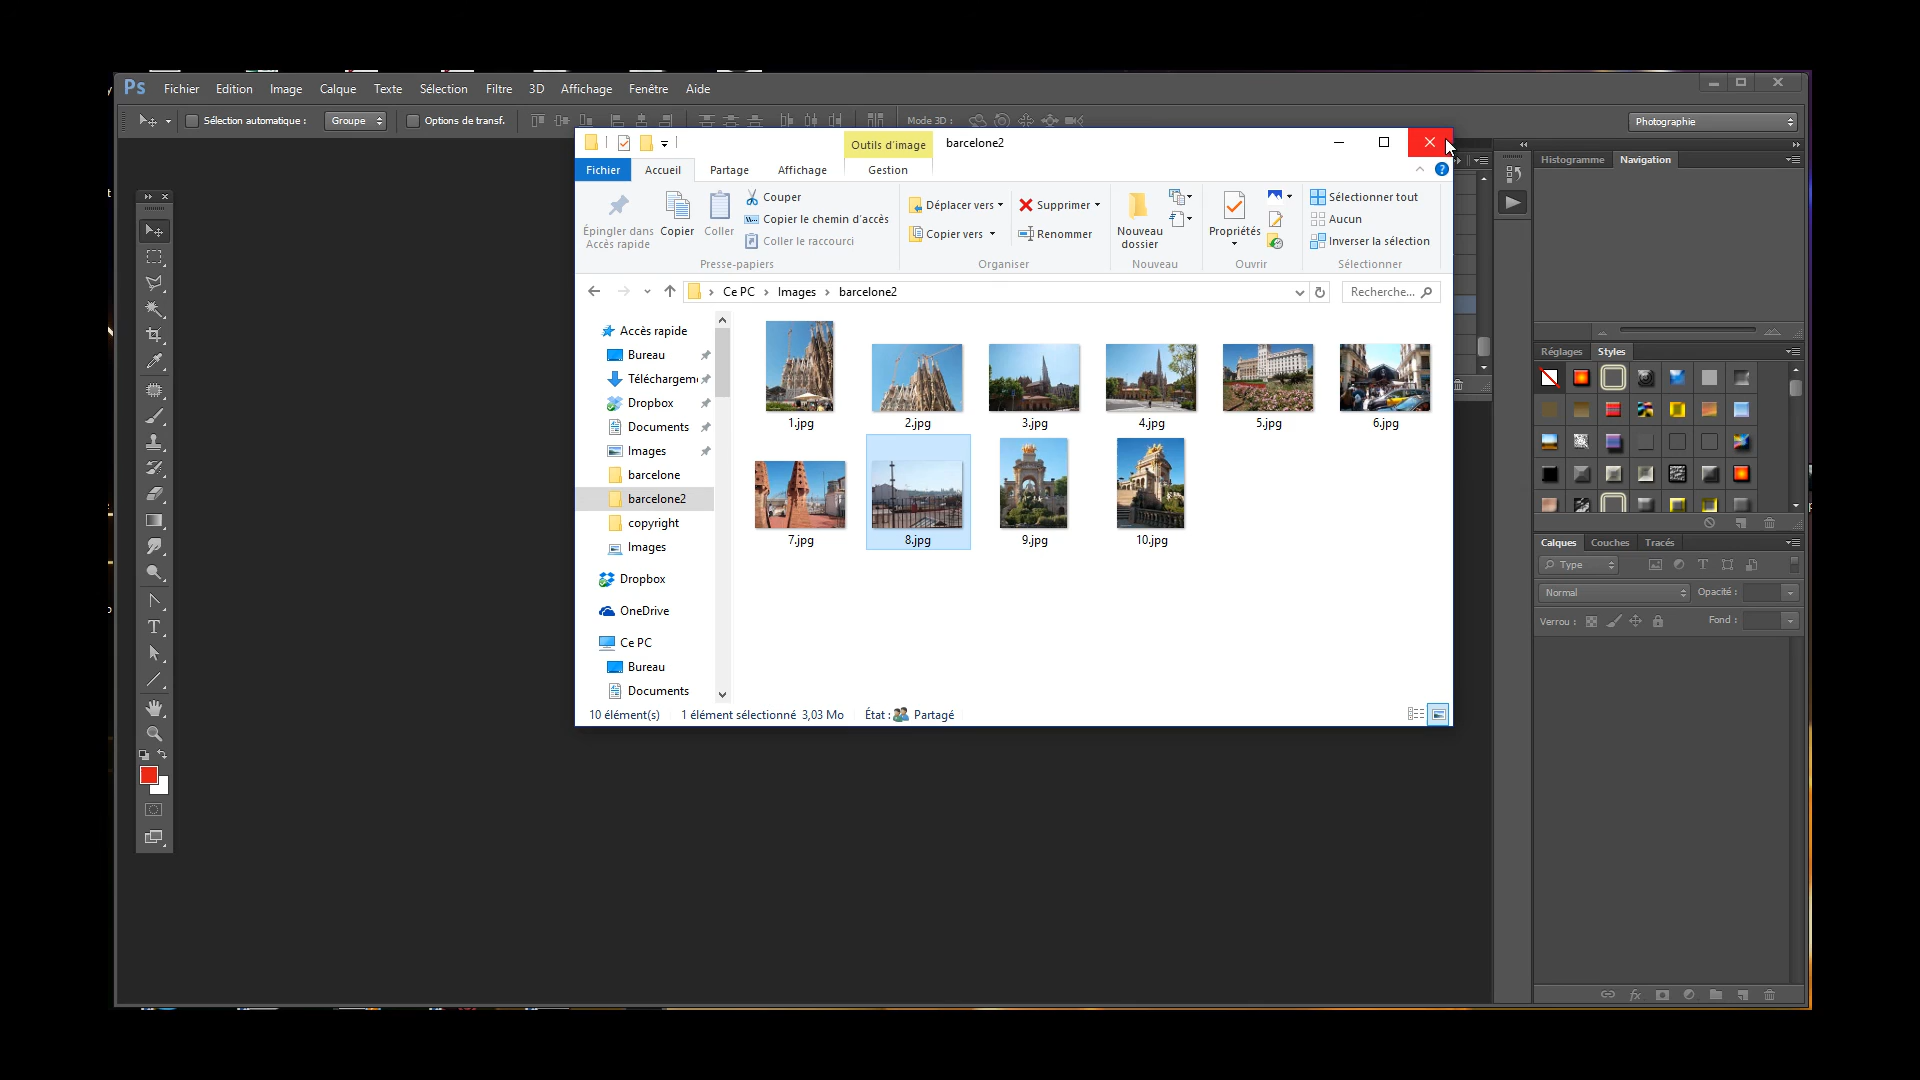 Ps Fichier Edition Image Calque Texte Sélection Filtre 3D Affichage Fenêtre Aide
Sélection automatique : Groupe Options de transf. Mode 3D : Photographie
Outils d'image barcelone2
Fichier Accueil Partage Affichage Gestion
Épingler dans
Accès rapide
Copier
Coller
Couper
Copier le chemin d'accès
Coller le raccourci
Presse-papiers
Déplacer vers
Copier vers
Supprimer
Renommer
Organiser
Nouveau
dossier
Nouveau
Propriétés
Ouvrir
Sélectionner tout
Aucun
Inverser la sélection
Sélectionner
Ce PC › Images › barcelone2
Recherche...
Accès rapide
Bureau
Téléchargem
Dropbox
Documents
Images
barcelone
barcelone2
copyright
Images
Dropbox
OneDrive
Ce PC
Bureau
Documents
1.jpg 2.jpg 3.jpg 4.jpg 5.jpg 6.jpg
7.jpg 8.jpg 9.jpg 10.jpg
10 élément(s) 1 élément sélectionné 3,03 Mo État : Partagé
Histogramme Navigation
Réglages Styles
Calques Couches Tracés
Type
Normal Opacité :
Verrou : Fond :
T
fx